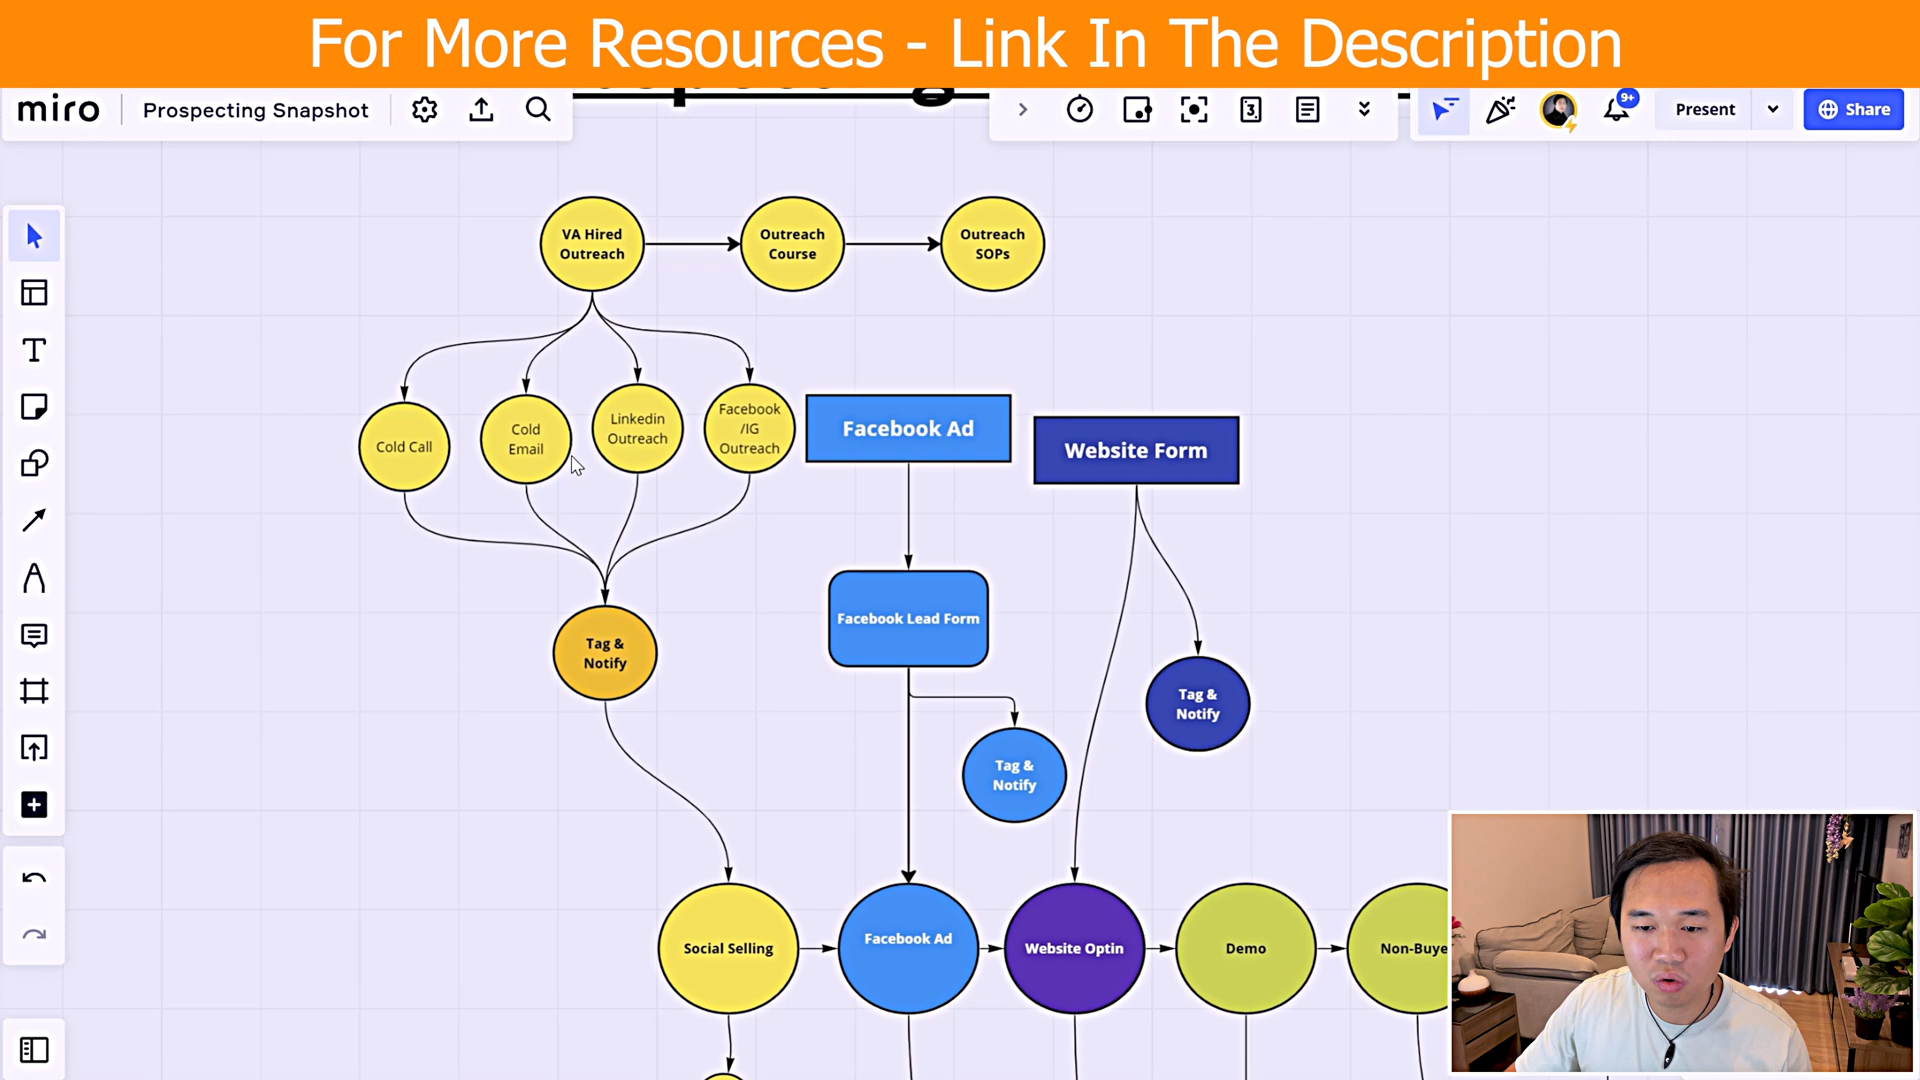 For More Resources - Link In The Description
miro
Prospecting Snapshot
3
9+
Present
Share
VA Hired
Outreach
Outreach
Course
Outreach
SOPs
Cold Call
Cold
Email
Linkedin
Outreach
Facebook
/IG
Outreach
Facebook Ad
Website Form
Facebook Lead Form
Tag &
Notify
Tag &
Notify
Tag &
Notify
Social Selling
Facebook Ad
Website Optin
Demo
Non-Buye